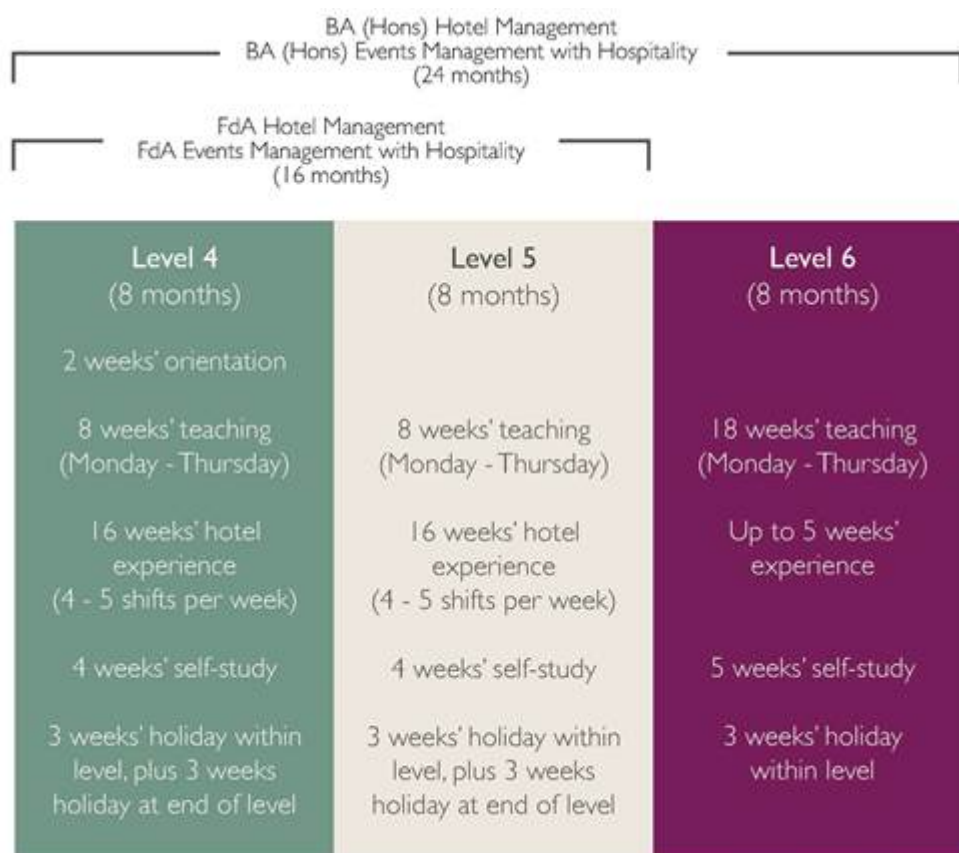 BA (Hons) Hotel Management
BA (Hons) Events Management with Hospitality
(24 months)
FdA Hotel Management
FdA Events Management with Hospitality
(16 months)
Level 4
(8 months)
2 weeks' orientation
8 weeks' teaching
(Monday - Thursday)
16 weeks' hotel
experience
(4 - 5 shifts per week)
4 weeks' self-study
3 weeks' holiday within
level, plus 3 weeks
holiday at end of level
Level 5
(8 months)
8 weeks' teaching
(Monday - Thursday)
16 weeks' hotel
experience
(4 - 5 shifts per week)
4 weeks' self-study
3 weeks' holiday within
level, plus 3 weeks
holiday at end of level
Level 6
(8 months)
18 weeks' teaching
(Monday - Thursday)
Up to 5 weeks'
experience
5 weeks' self-study
3 weeks' holiday
within level